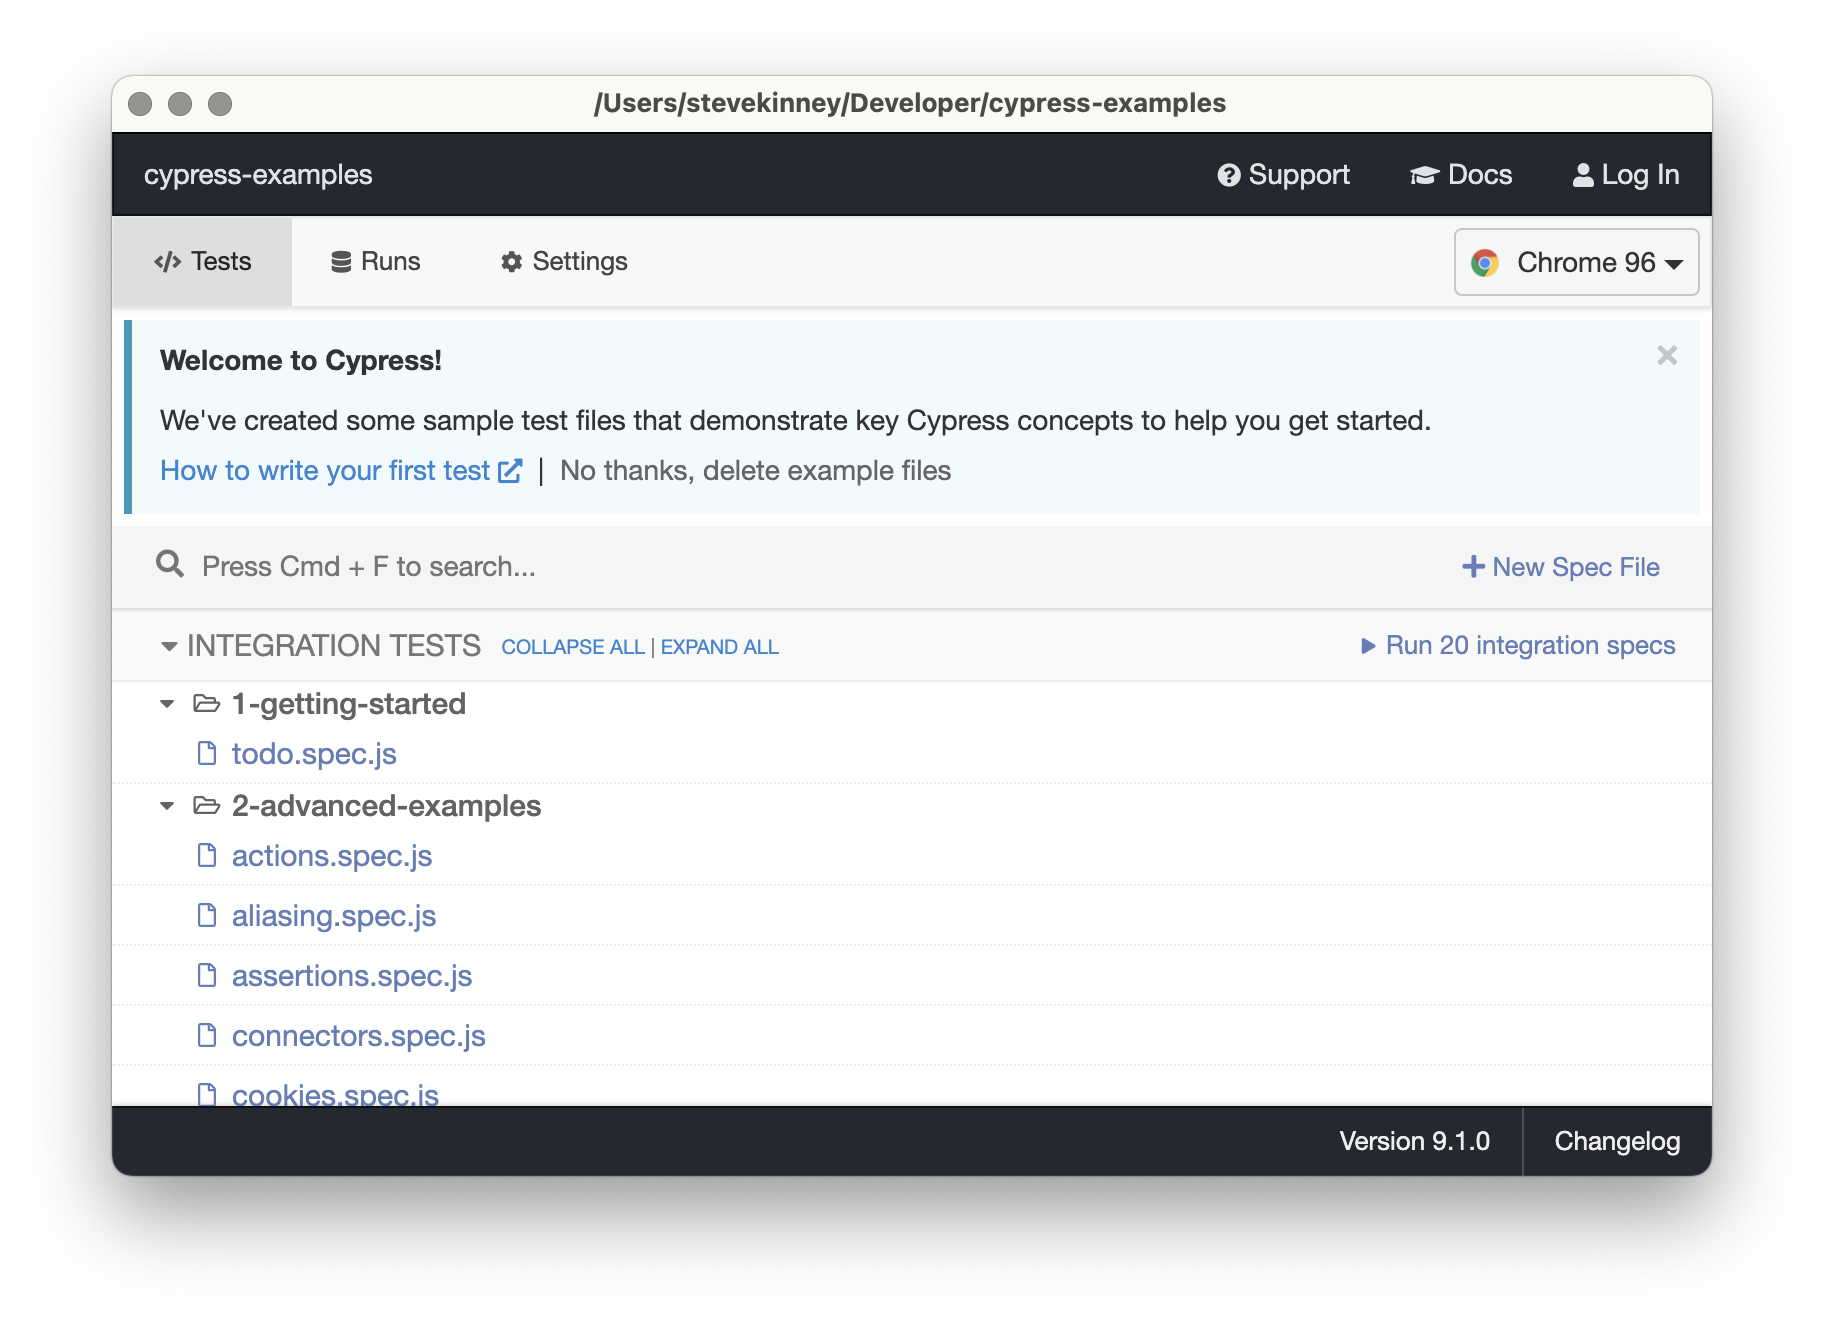 /Users/stevekinney/Developer/cypress-examples
cypress-examples Support Docs Log In
Tests Runs Settings Chrome 96
Welcome to Cypress!
We've created some sample test files that demonstrate key Cypress concepts to help you get started.
How to write your first test | No thanks, delete example files
Press Cmd + F to search... New Spec File
INTEGRATION TESTS COLLAPSE ALL | EXPAND ALL Run 20 integration specs
1-getting-started
todo.spec.js
2-advanced-examples
actions.spec.js
aliasing.spec.js
assertions.spec.js
connectors.spec.js
cookies.spec.js
Version 9.1.0 Changelog